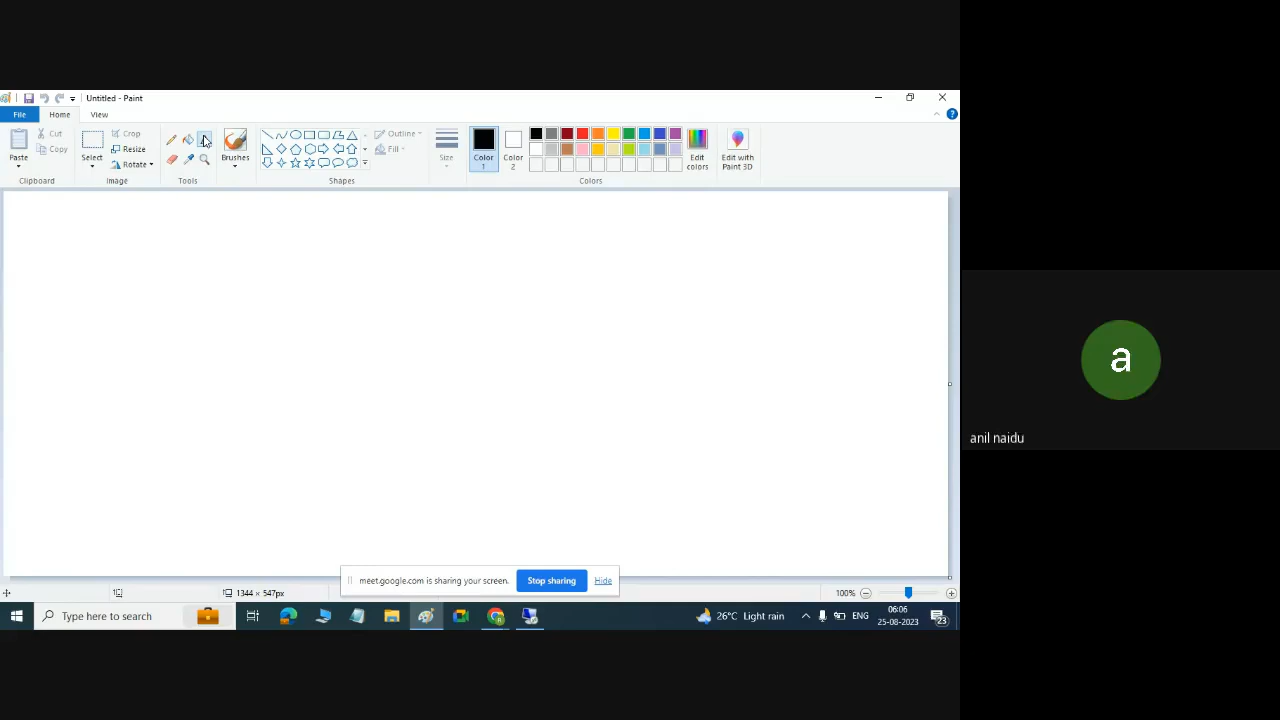 Untitled - Paint
File Home View
Paste
Cut
Copy
Clipboard
Select
Crop
Resize
Rotate
Image
Tools
Brushes
Outline
Fill
Shapes
Size
Color 1
Color 2
Edit colors
Colors
Edit with Paint 3D
a
anil naidu
meet.google.com is sharing your screen. Stop sharing Hide
1344 × 547px
100%
Type here to search
26°C Light rain
ENG
06:06
25-08-2023
23